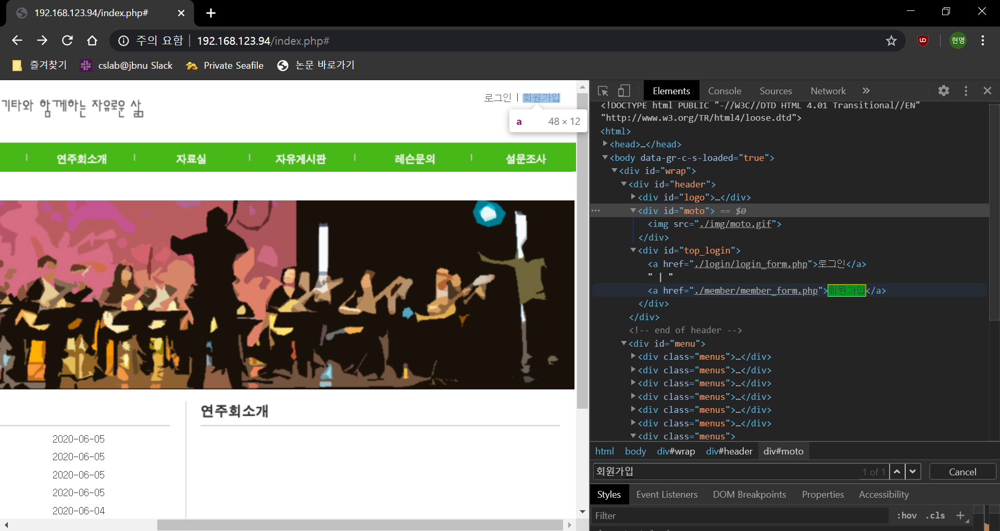 192.168.123.94/index.php#
주의 요함 192.168.123.94/index.php#
현명
즐겨찾기 cslab@jbnu Slack Private Seafile 논문 바로가기
기타와 함께하는 자유로운 삶
로그인 | 회원가입
a 48 × 12
연주회소개 자료실 자유게시판 레슨문의 설문조사
연주회소개
2020-06-05
2020-06-05
2020-06-05
2020-06-05
2020-06-04
Elements Console Sources Network »
<!DOCTYPE html PUBLIC "-//W3C//DTD HTML 4.01 Transitional//EN"
"http://www.w3.org/TR/html4/loose.dtd">
<html>
<head>…</head>
<body data-gr-c-s-loaded="true">
<div id="wrap">
<div id="header">
<div id="logo">…</div>
<div id="moto"> == $0
<img src="./img/moto.gif">
</div>
<div id="top_login">
<a href="./login/login_form.php">로그인</a>
" | "
<a href="./member/member_form.php">회원가입</a>
</div>
</div>
<!-- end of header -->
<div id="menu">
<div class="menus">…</div>
<div class="menus">…</div>
<div class="menus">…</div>
<div class="menus">…</div>
<div class="menus">…</div>
<div class="menus">…</div>
<div class="menus">
html body div#wrap div#header div#moto
회원가입 1 of 1 Cancel
Styles Event Listeners DOM Breakpoints Properties Accessibility
Filter :hov .cls +